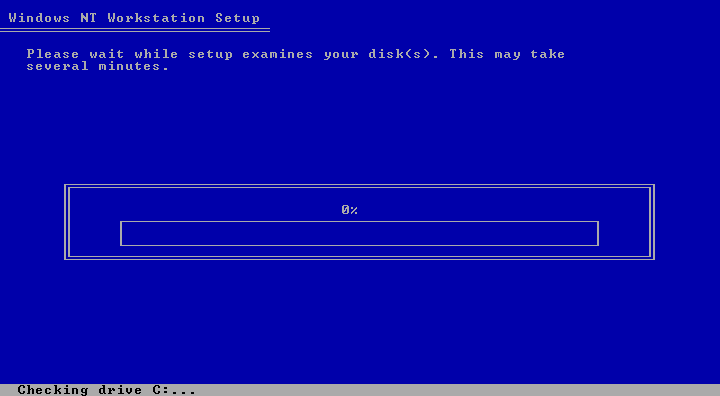 Windows NT Workstation Setup
Please wait while setup examines your disk(s). This may take
several minutes.
0%
Checking drive C:...